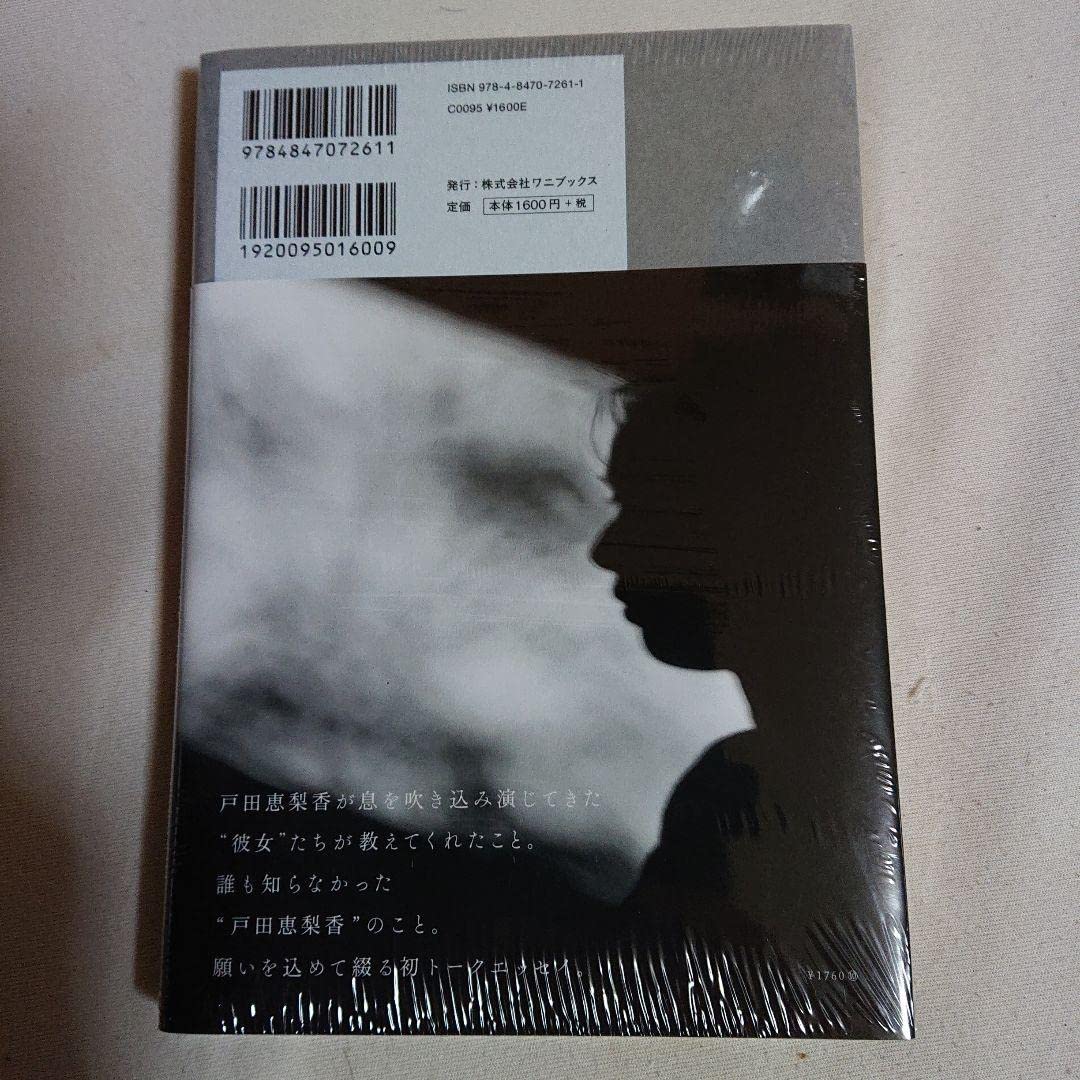 ISBN 978-4-8470-7261-1
C0095 ¥1600E
9784847072611
発行：株式会社ワニブックス
定価 本体1600円+税
1920095016009
戸田恵梨香が息を吹き込み演じてきた
“彼女”たちが教えてくれたこと。
誰も知らなかった
“戸田恵梨香”のこと。
願いを込めて綴る初トークエッセイ。
¥1760⑩